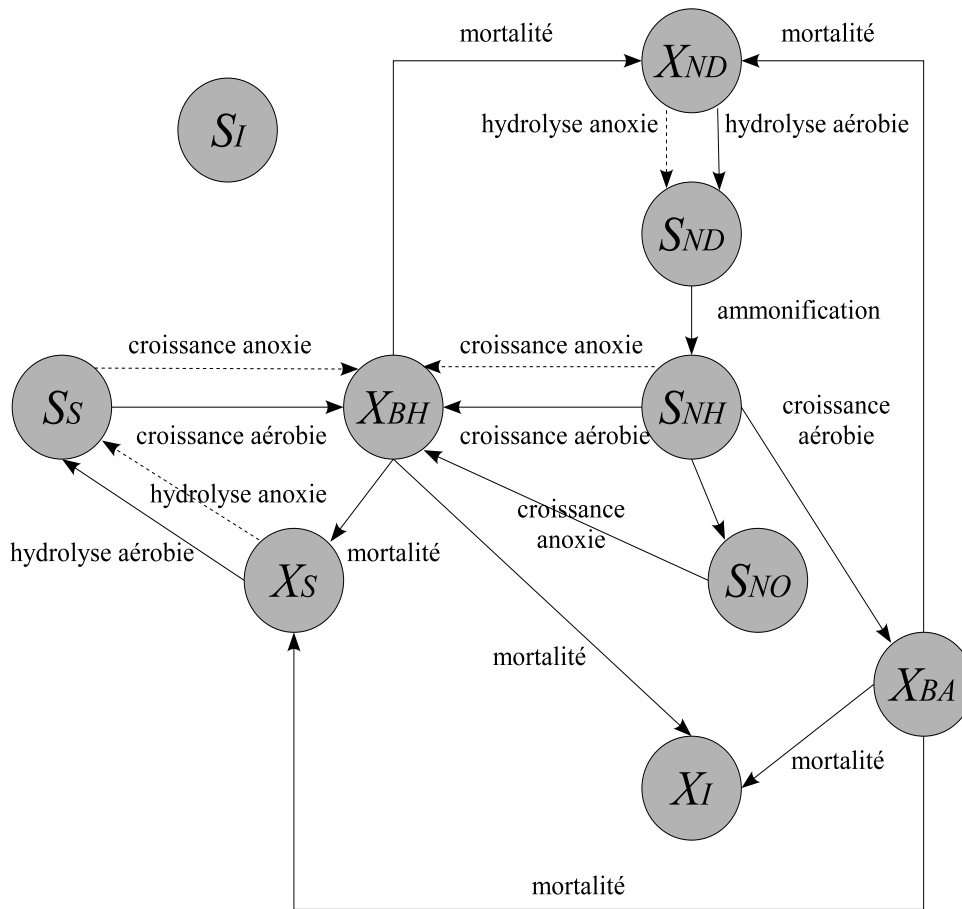 mortalité
mortalité
XND
SI
hydrolyse anoxie
hydrolyse aérobie
SND
ammonification
croissance anoxie
croissance anoxie
SS
XBH
SNH
croissance
aérobie
croissance aérobie
croissance aérobie
hydrolyse anoxie
croissance
anoxie
hydrolyse aérobie
mortalité
XS
SNO
mortalité
XBA
mortalité
XI
mortalité